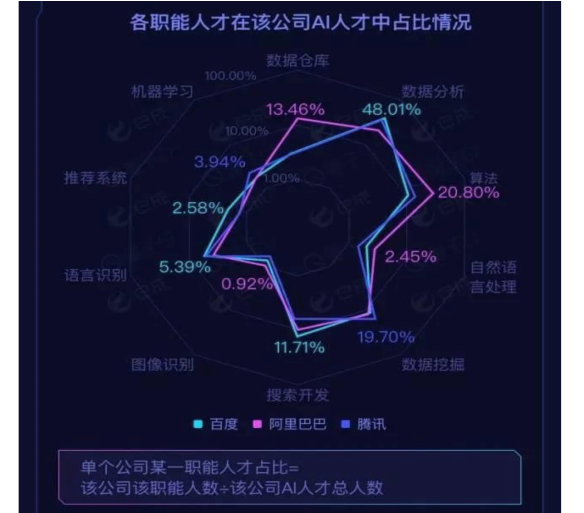 各职能人才在该公司AI人才中占比情况
数据仓库
100.00%
机器学习
数据分析
13.46%
48.01%
10.00%
3.94%
1.00%
推荐系统
算法
20.80%
2.58%
2.45%
5.39%
语言识别
自然语
言处理
0.92%
19.70%
11.71%
图像识别
数据挖掘
搜索开发
百度 阿里巴巴 腾讯
单个公司某一职能人才占比=
该公司该职能人数÷该公司AI人才总人数